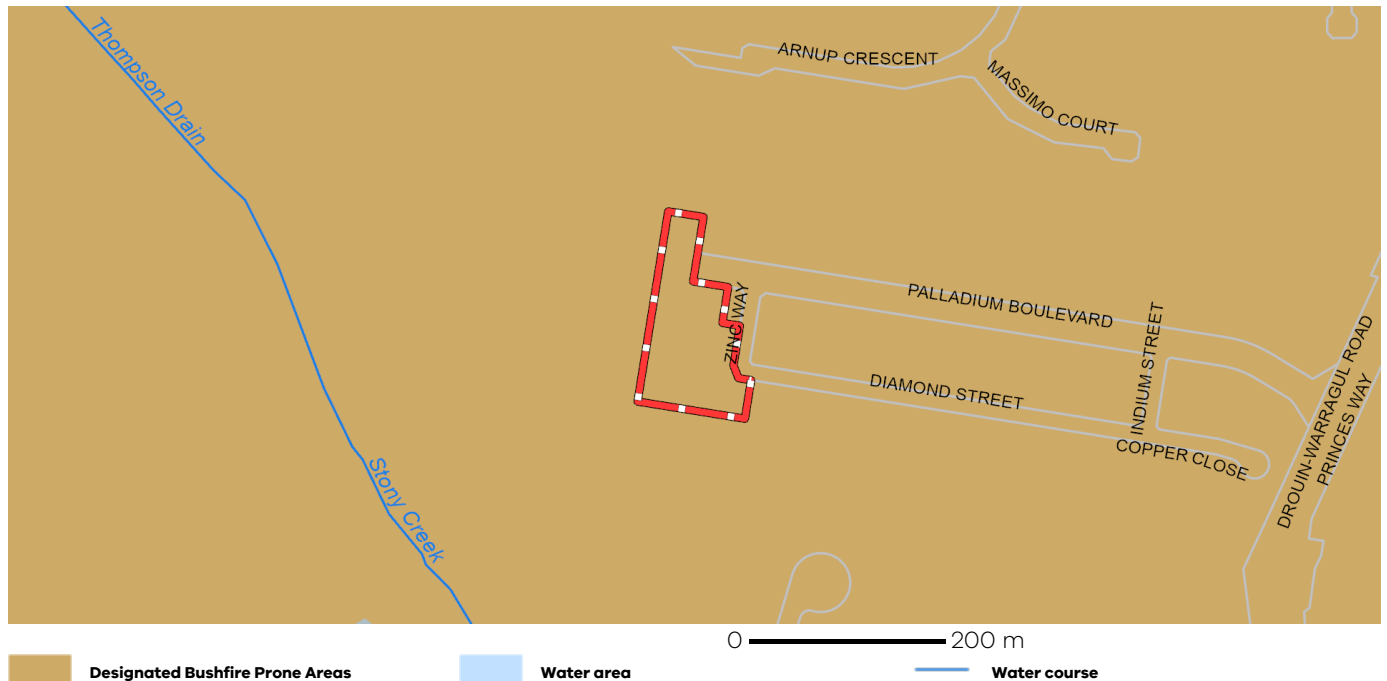 Thompson Drain
ARNUP CRESCENT
MASSIMO COURT
ZINC WAY
PALLADIUM BOULEVARD
INDIUM STREET
DIAMOND STREET
COPPER CLOSE
DROUIN-WARRAGUL ROAD
PRINCES WAY
Stony Creek
0 200 m
Designated Bushfire Prone Areas
Water area
Water course